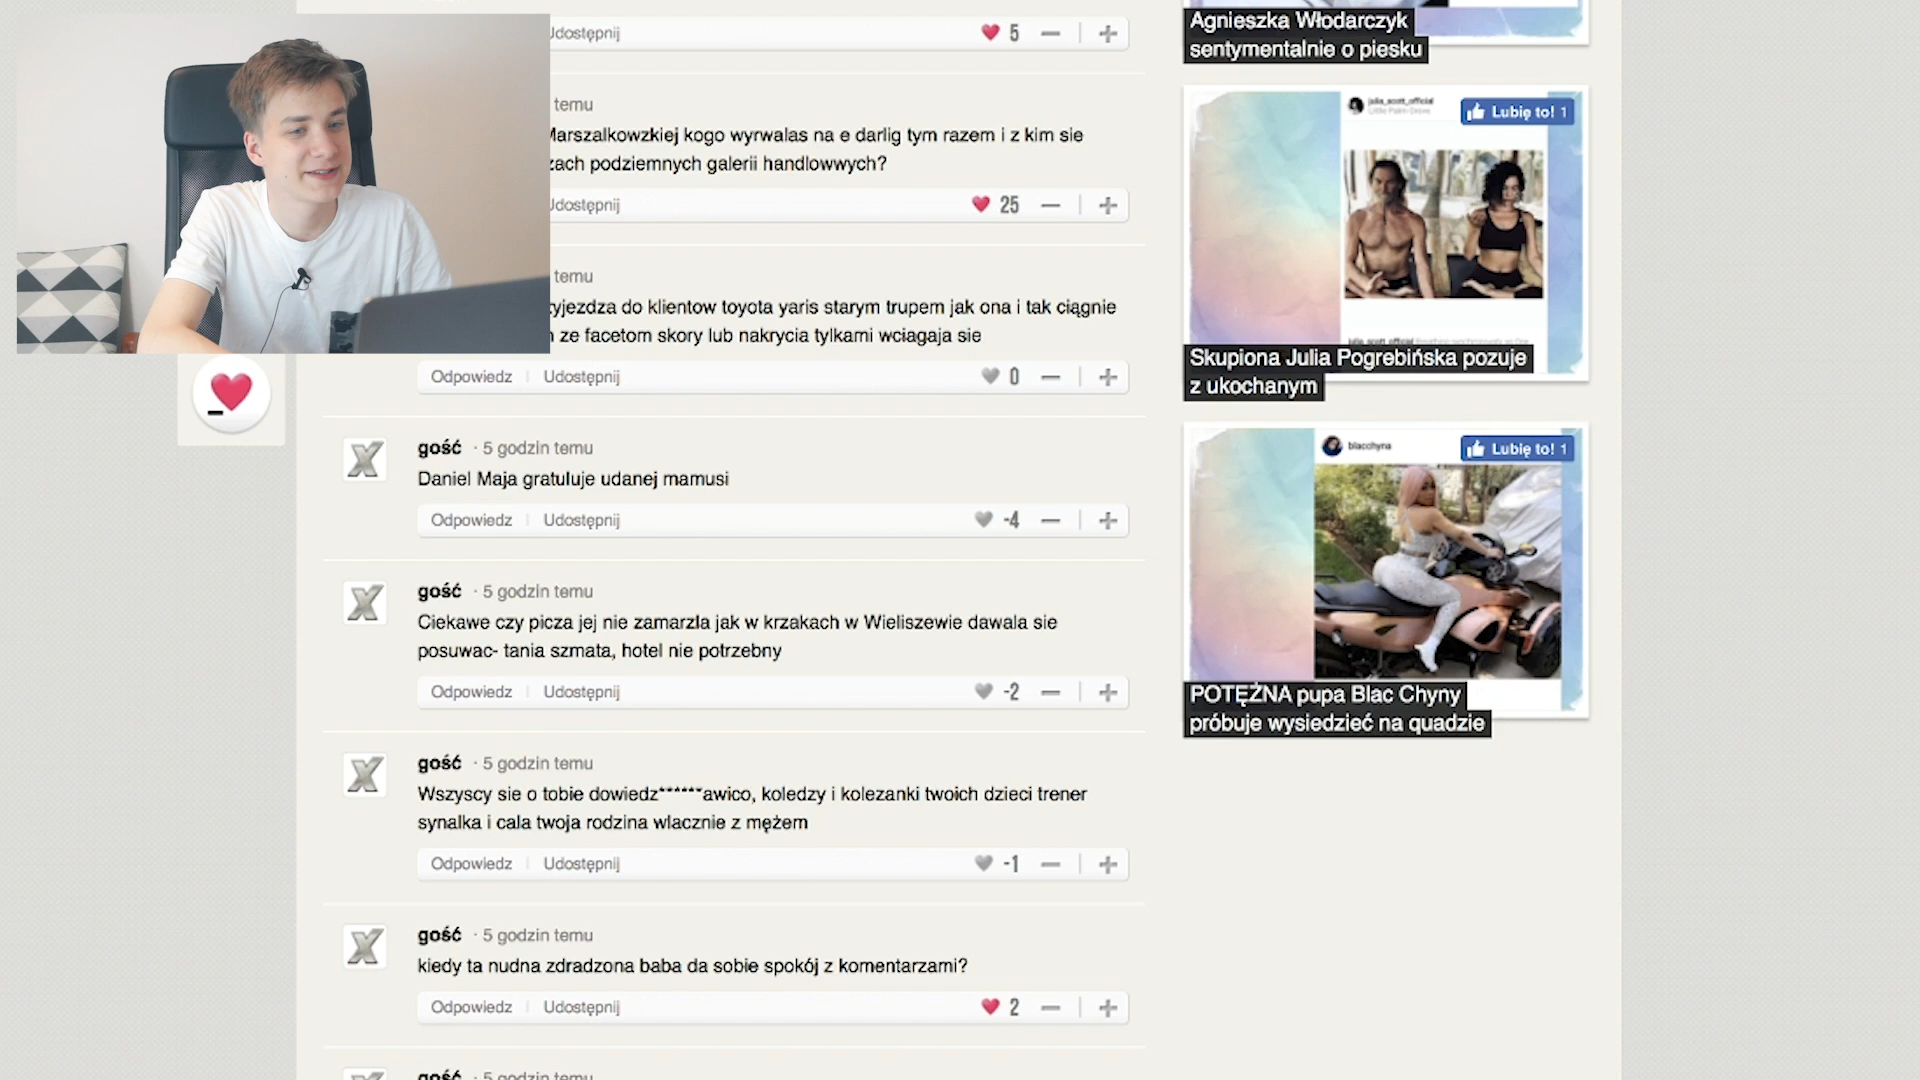 Udostępnij 5
temu
Marszalkowzkiej kogo wyrwalas na e darlig tym razem i z kim sie
zach podziemnych galerii handlowwych?
Udostępnij 25
temu
zyjezdza do klientow toyota yaris starym trupem jak ona i tak ciągnie
ze facetom skory lub nakrycia tylkami wciagaja sie
Odpowiedz Udostępnij 0
gość · 5 godzin temu
Daniel Maja gratuluje udanej mamusi
Odpowiedz Udostępnij -4
gość · 5 godzin temu
Ciekawe czy picza jej nie zamarzla jak w krzakach w Wieliszewie dawala sie
posuwac- tania szmata, hotel nie potrzebny
Odpowiedz Udostępnij -2
gość · 5 godzin temu
Wszyscy sie o tobie dowiedz******awico, koledzy i kolezanki twoich dzieci trener
synalka i cala twoja rodzina wlacznie z mężem
Odpowiedz Udostępnij -1
gość · 5 godzin temu
kiedy ta nudna zdradzona baba da sobie spokój z komentarzami?
Odpowiedz Udostępnij 2
gość · 5 godzin temu
Agnieszka Włodarczyk
sentymentalnie o piesku
julia_scott_official
Lubię to! 1
Skupiona Julia Pogrebińska pozuje
z ukochanym
blacchyna
Lubię to! 1
POTĘŻNA pupa Blac Chyny
próbuje wysiedzieć na quadzie